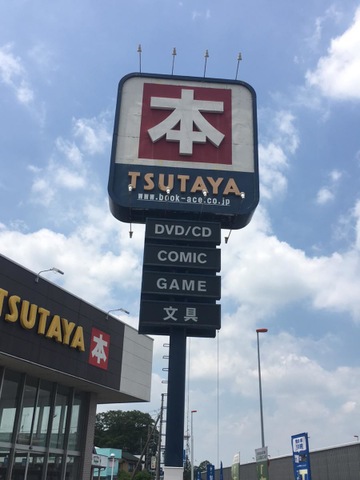 本
TSUTAYA
www.book-ace.co.jp
DVD/CD
COMIC
GAME
文具
TSUTAYA 本